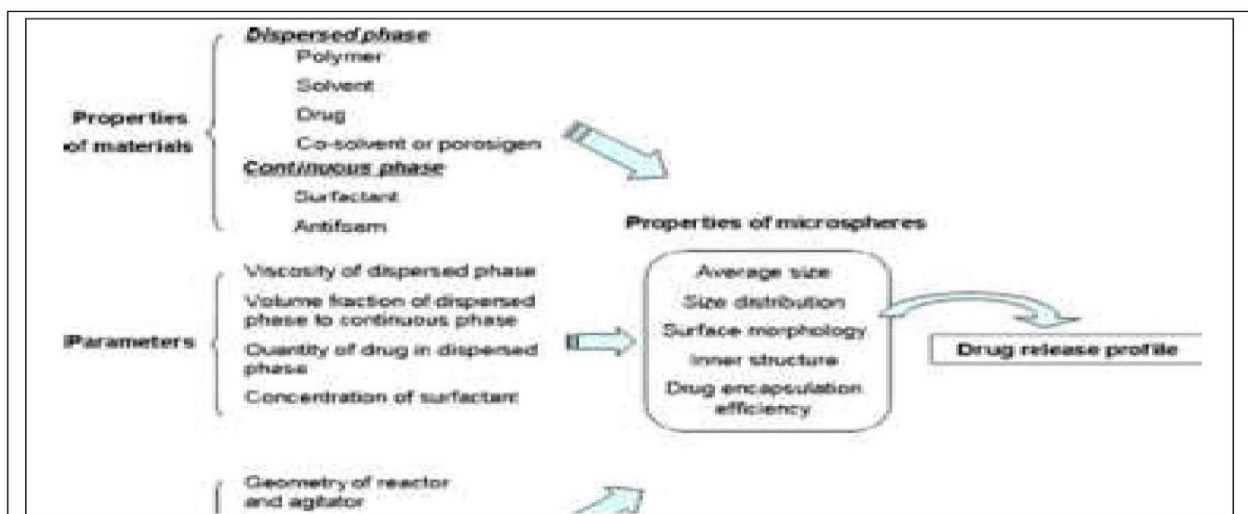 Dispersed phase
Polymer
Solvent
Drug
Co-solvent or porosigen
Continuous phase
Surfactant
Antifoam
Properties
of materials
Viscosity of dispersed phase
Volume fraction of dispersed
phase to continuous phase
Quantity of drug in dispersed
phase
Concentration of surfactant
Parameters
Geometry of reactor
and agitator
Properties of microspheres
Average size
Size distribution
Surface morphology
Inner structure
Drug encapsulation
efficiency
Drug release profile